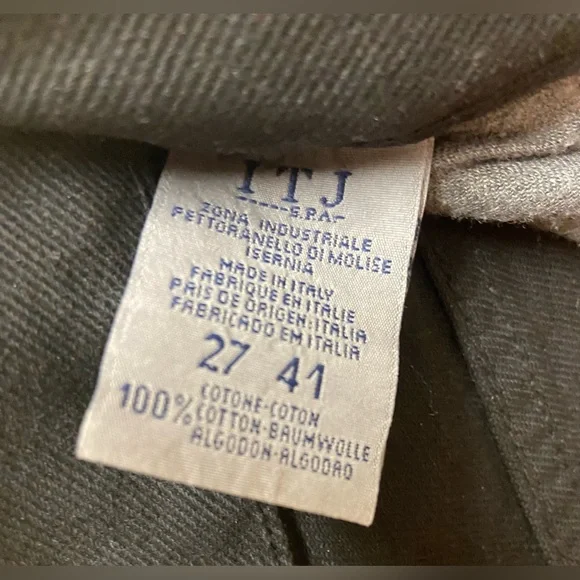 ITJ
-----S.P.A-
ZONA INDUSTRIALE
PETTORANELLO DI MOLISE
ISERNIA
MADE IN ITALY
FABRIQUE EN ITALIE
PAIS DE ORIGEN:ITALIA
FABRICADO EM ITALIA
27 41
COTONE-COTON
100% COTTON-BAUMWOLLE
ALGODON-ALGODAO